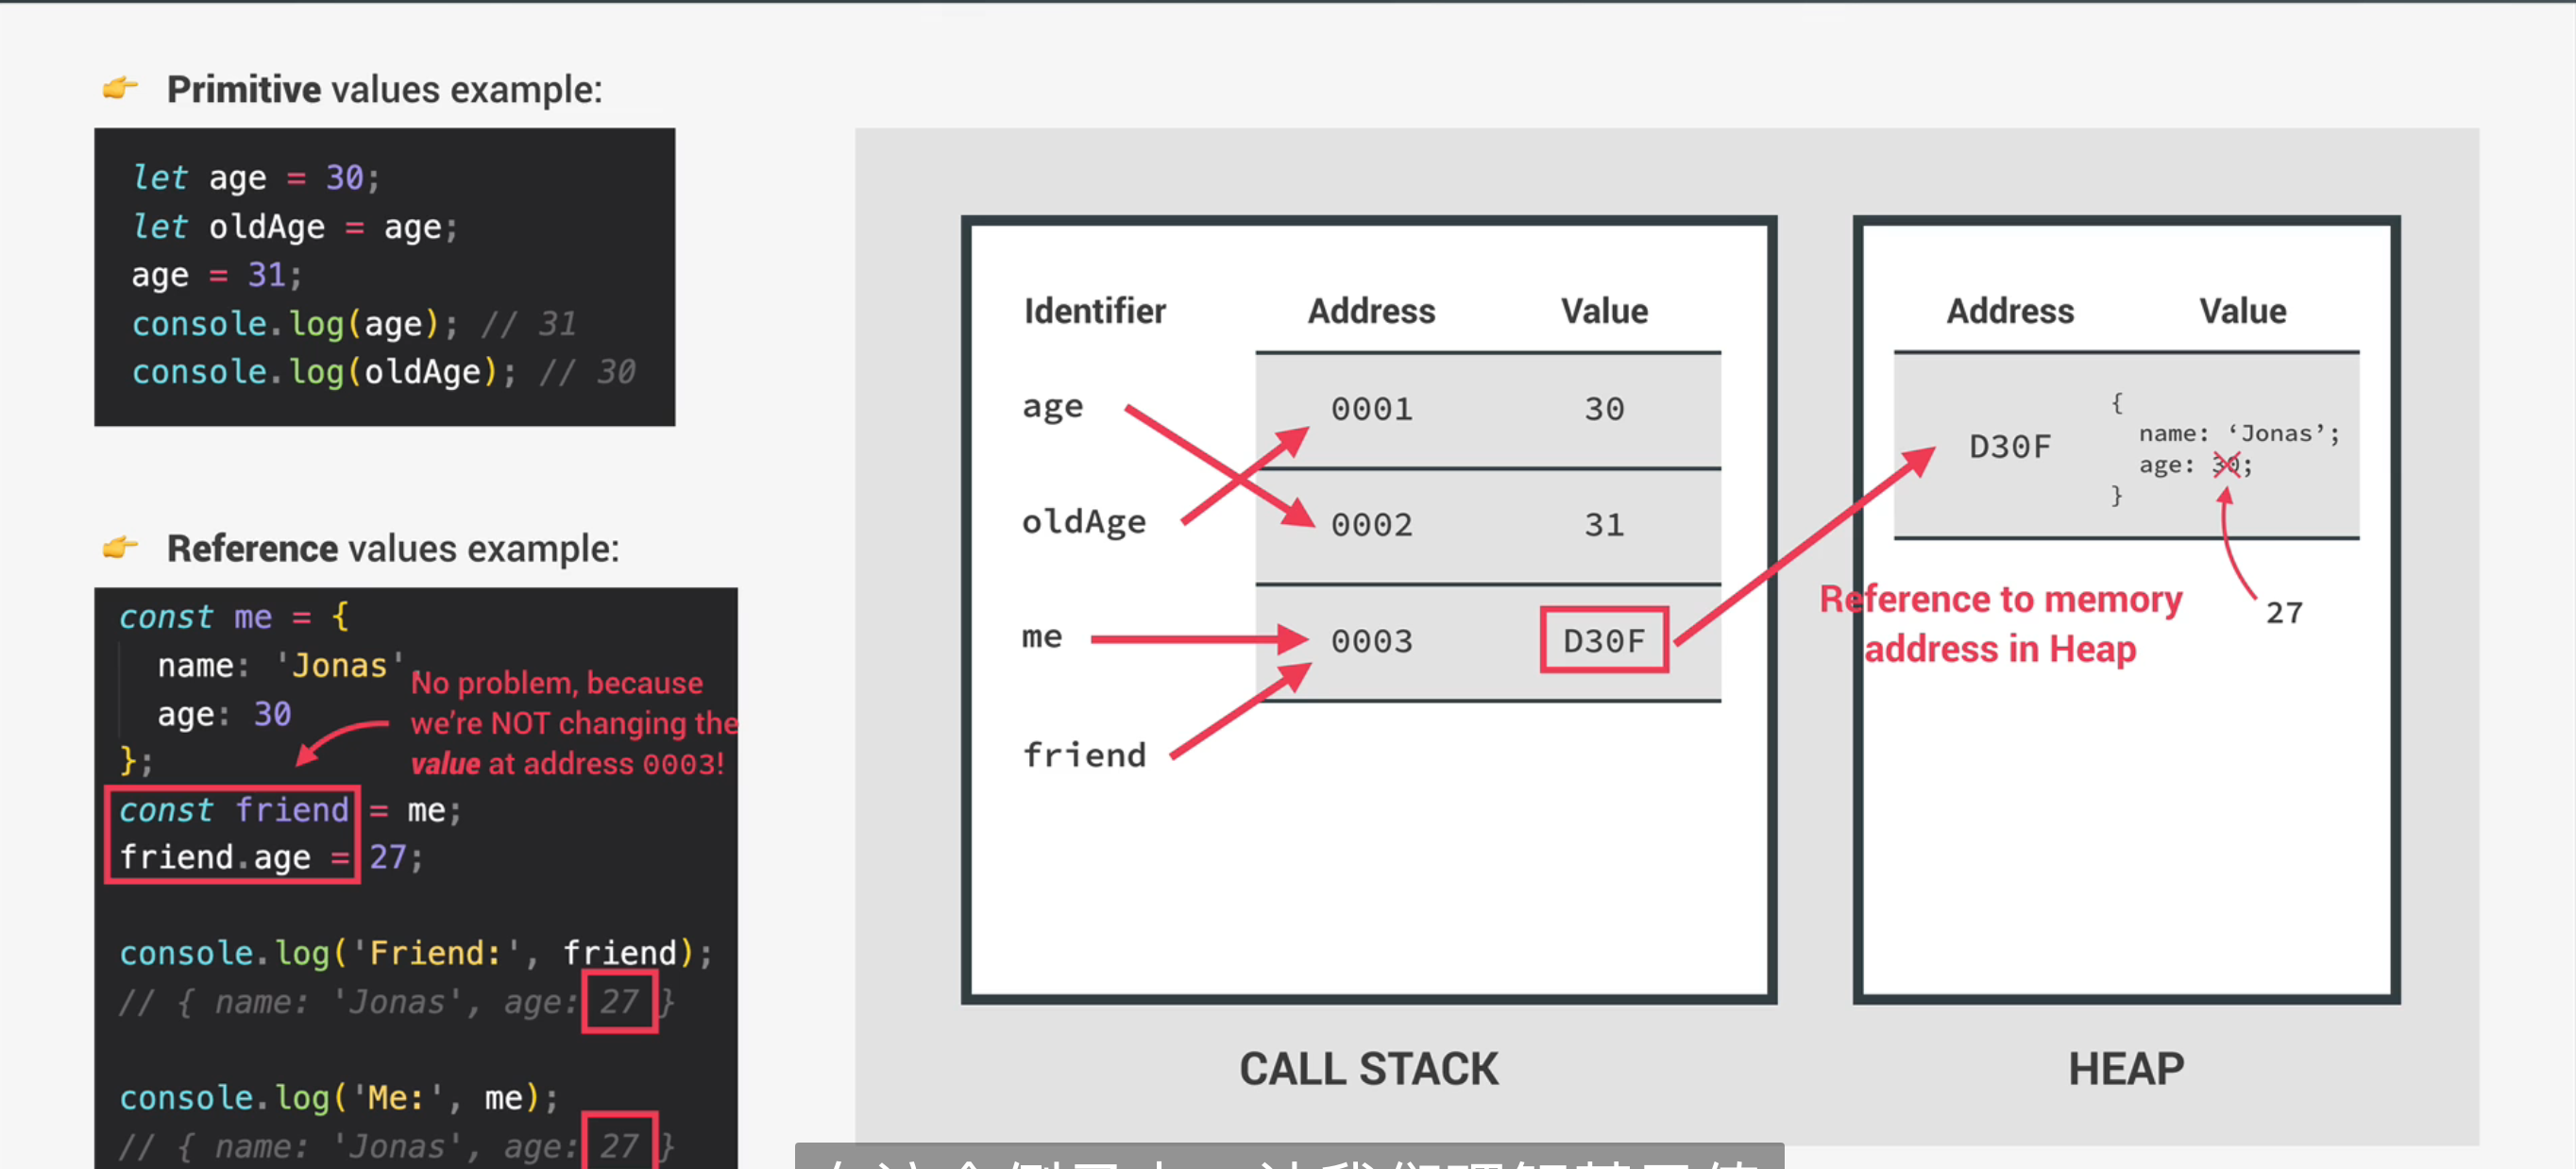 Primitive values example:
let age = 30;
let oldAge = age;
age = 31;
console.log(age); // 31
console.log(oldAge); // 30
Reference values example:
const me = {
name: 'Jonas'
age: 30
};
No problem, because
we're NOT changing the
value at address 0003!
const friend = me;
friend.age = 27;
console.log('Friend:', friend);
// { name: 'Jonas', age: 27 }
console.log('Me:', me);
// { name: 'Jonas', age: 27 }
Identifier Address Value
age 0001 30
oldAge 0002 31
me 0003 D30F
friend
CALL STACK
Address Value
D30F
{
name: ‘Jonas’;
age: 30;
}
27
Reference to memory
address in Heap
HEAP